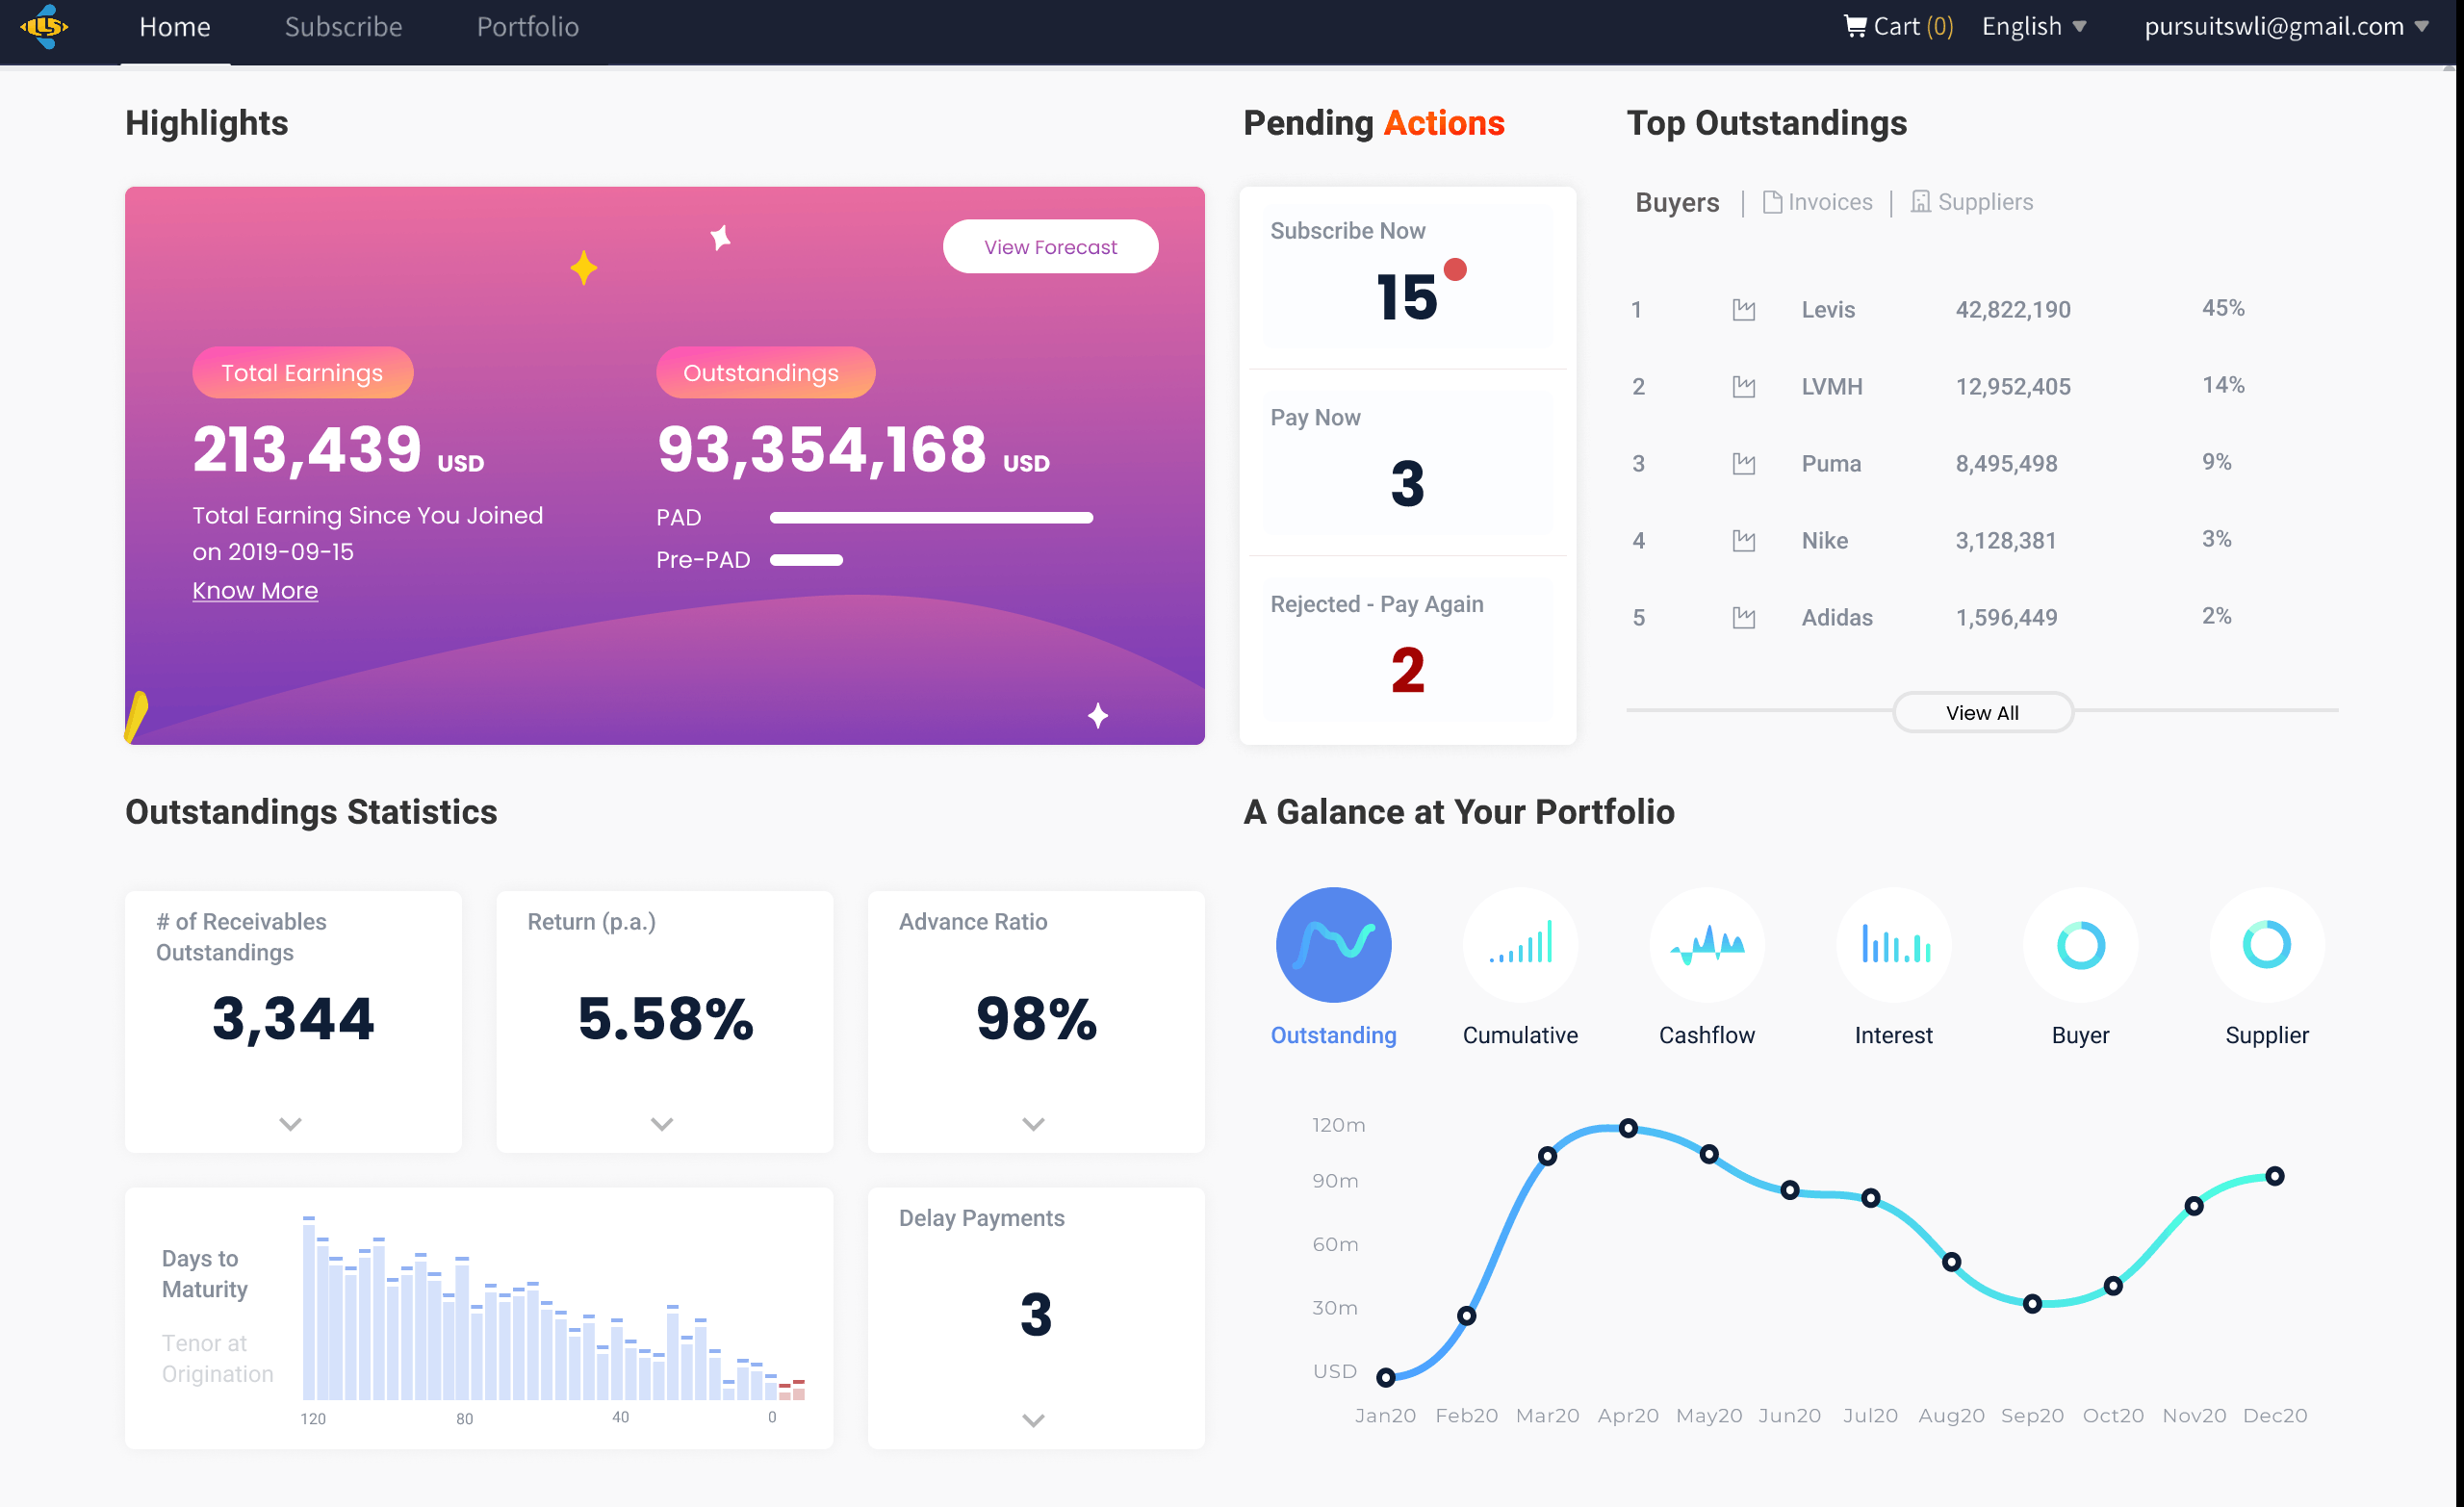 LLS
Home Subscribe Portfolio Cart (0) English pursuitswli@gmail.com
Highlights
View Forecast
Total Earnings
213,439 USD
Total Earning Since You Joined
on 2019-09-15
Know More
Outstandings
93,354,168 USD
PAD
Pre-PAD
Pending Actions
Subscribe Now
15
Pay Now
3
Rejected - Pay Again
2
Top Outstandings
Buyers | Invoices | Suppliers
1 Levis 42,822,190 45%
2 LVMH 12,952,405 14%
3 Puma 8,495,498 9%
4 Nike 3,128,381 3%
5 Adidas 1,596,449 2%
View All
Outstandings Statistics
# of Receivables
Outstandings
3,344
Return (p.a.)
5.58%
Advance Ratio
98%
Days to
Maturity
Tenor at
Origination
120 80 40 0
Delay Payments
3
A Galance at Your Portfolio
Outstanding Cumulative Cashflow Interest Buyer Supplier
120m
90m
60m
30m
USD
Jan20 Feb20 Mar20 Apr20 May20 Jun20 Jul20 Aug20 Sep20 Oct20 Nov20 Dec20